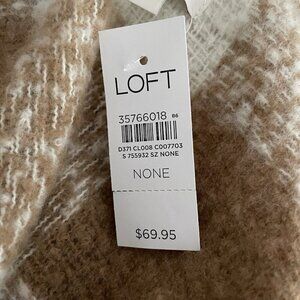 LOFT
35766018 B6
D371 CL008 C007703
S 755932 SZ NONE
NONE
$69.95